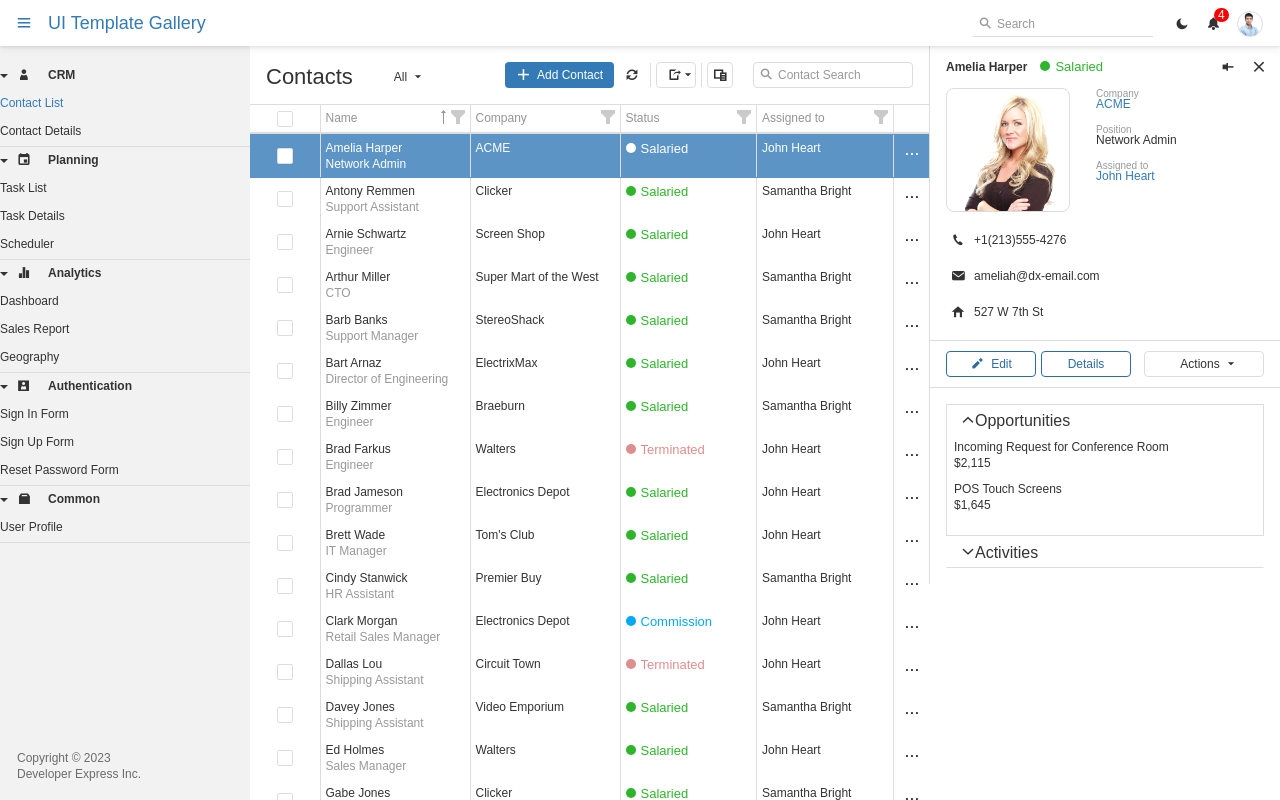 UI Template Gallery
Search
4
CRM
Contact List
Contact Details
Planning
Task List
Task Details
Scheduler
Analytics
Dashboard
Sales Report
Geography
Authentication
Sign In Form
Sign Up Form
Reset Password Form
Common
User Profile
Copyright © 2023
Developer Express Inc.
Contacts
All
Add Contact
Contact Search
Name Company Status Assigned to
Amelia Harper ACME Salaried John Heart
Network Admin
Antony Remmen Clicker Salaried Samantha Bright
Support Assistant
Arnie Schwartz Screen Shop Salaried John Heart
Engineer
Arthur Miller Super Mart of the West Salaried Samantha Bright
CTO
Barb Banks StereoShack Salaried Samantha Bright
Support Manager
Bart Arnaz ElectrixMax Salaried John Heart
Director of Engineering
Billy Zimmer Braeburn Salaried Samantha Bright
Engineer
Brad Farkus Walters Terminated John Heart
Engineer
Brad Jameson Electronics Depot Salaried John Heart
Programmer
Brett Wade Tom's Club Salaried John Heart
IT Manager
Cindy Stanwick Premier Buy Salaried Samantha Bright
HR Assistant
Clark Morgan Electronics Depot Commission John Heart
Retail Sales Manager
Dallas Lou Circuit Town Terminated John Heart
Shipping Assistant
Davey Jones Video Emporium Salaried Samantha Bright
Shipping Assistant
Ed Holmes Walters Salaried John Heart
Sales Manager
Gabe Jones Clicker Salaried Samantha Bright
Amelia Harper Salaried
Company
ACME
Position
Network Admin
Assigned to
John Heart
+1(213)555-4276
ameliah@dx-email.com
527 W 7th St
Edit
Details
Actions
Opportunities
Incoming Request for Conference Room
$2,115
POS Touch Screens
$1,645
Activities